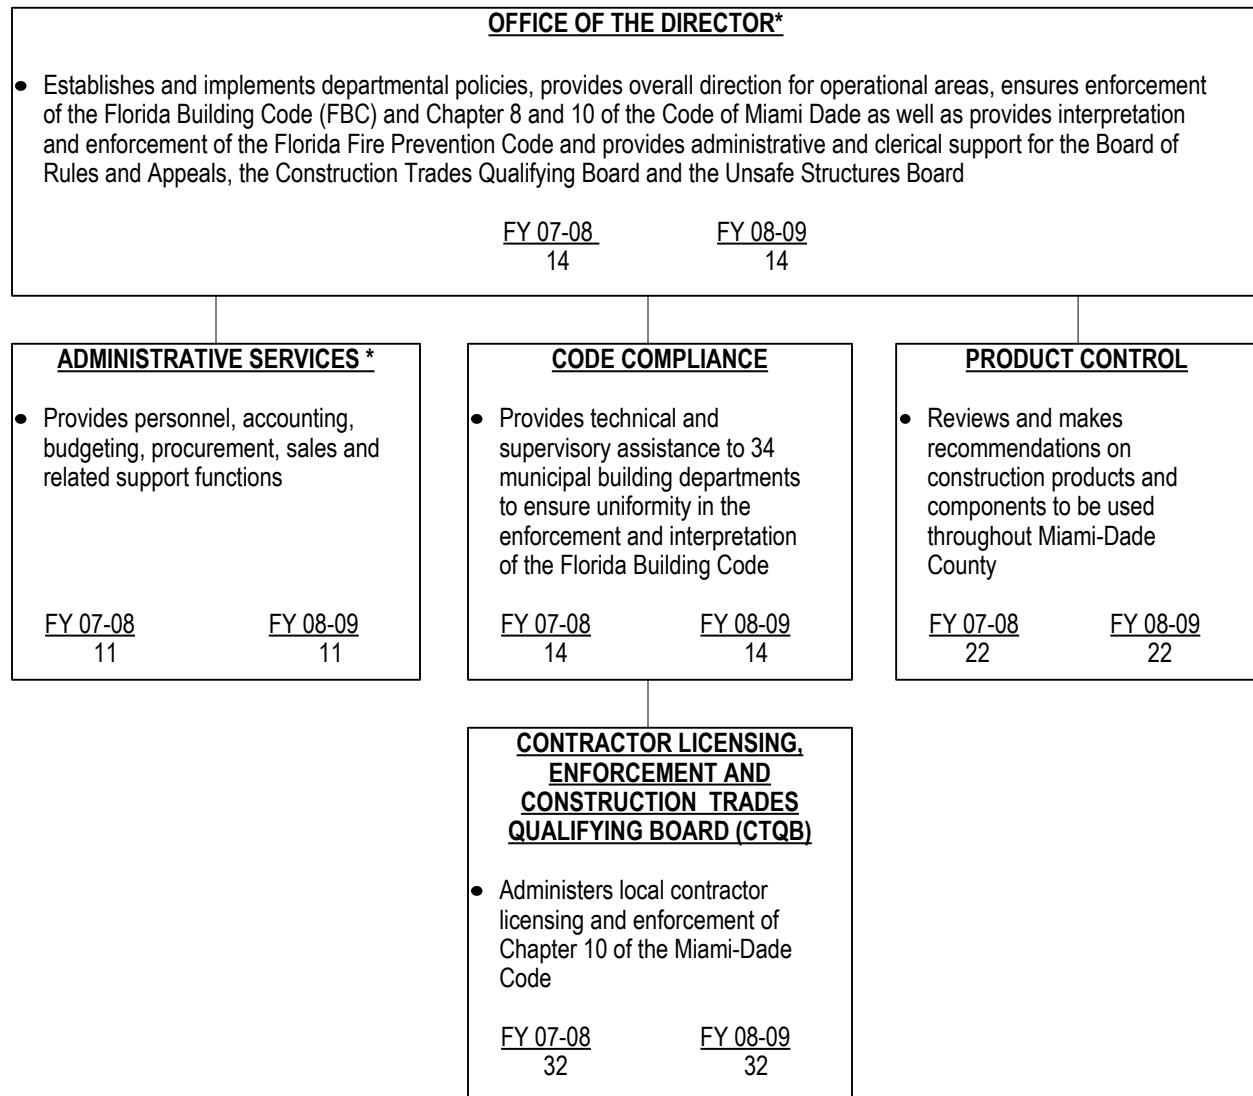 OFFICE OF THE DIRECTOR*
• Establishes and implements departmental policies, provides overall direction for operational areas, ensures enforcement
of the Florida Building Code (FBC) and Chapter 8 and 10 of the Code of Miami Dade as well as provides interpretation
and enforcement of the Florida Fire Prevention Code and provides administrative and clerical support for the Board of
Rules and Appeals, the Construction Trades Qualifying Board and the Unsafe Structures Board
FY 07-08 FY 08-09
14 14
ADMINISTRATIVE SERVICES *
• Provides personnel, accounting,
budgeting, procurement, sales and
related support functions
FY 07-08 FY 08-09
11 11
CODE COMPLIANCE
• Provides technical and
supervisory assistance to 34
municipal building departments
to ensure uniformity in the
enforcement and interpretation
of the Florida Building Code
FY 07-08 FY 08-09
14 14
PRODUCT CONTROL
• Reviews and makes
recommendations on
construction products and
components to be used
throughout Miami-Dade
County
FY 07-08 FY 08-09
22 22
CONTRACTOR LICENSING,
ENFORCEMENT AND
CONSTRUCTION TRADES
QUALIFYING BOARD (CTQB)
• Administers local contractor
licensing and enforcement of
Chapter 10 of the Miami-Dade
Code
FY 07-08 FY 08-09
32 32